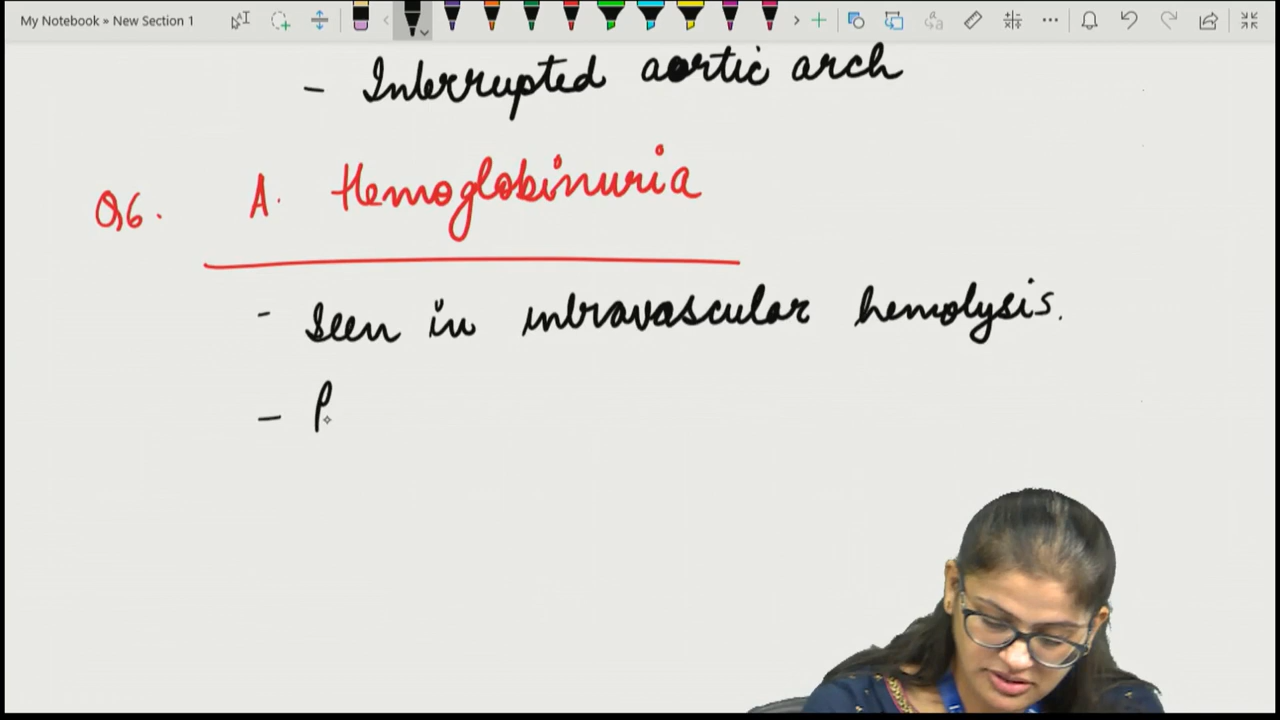 My Notebook » New Section 1
- Interrupted aortic arch
Q6. A. Hemoglobinuria
- Seen in intravascular hemolysis.
- P